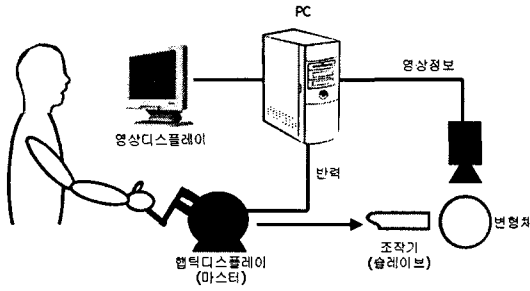 PC
영상정보
영상디스플레이
반력
변형체
햅틱디스플레이
(마스터)
조작기
(슬레이브)